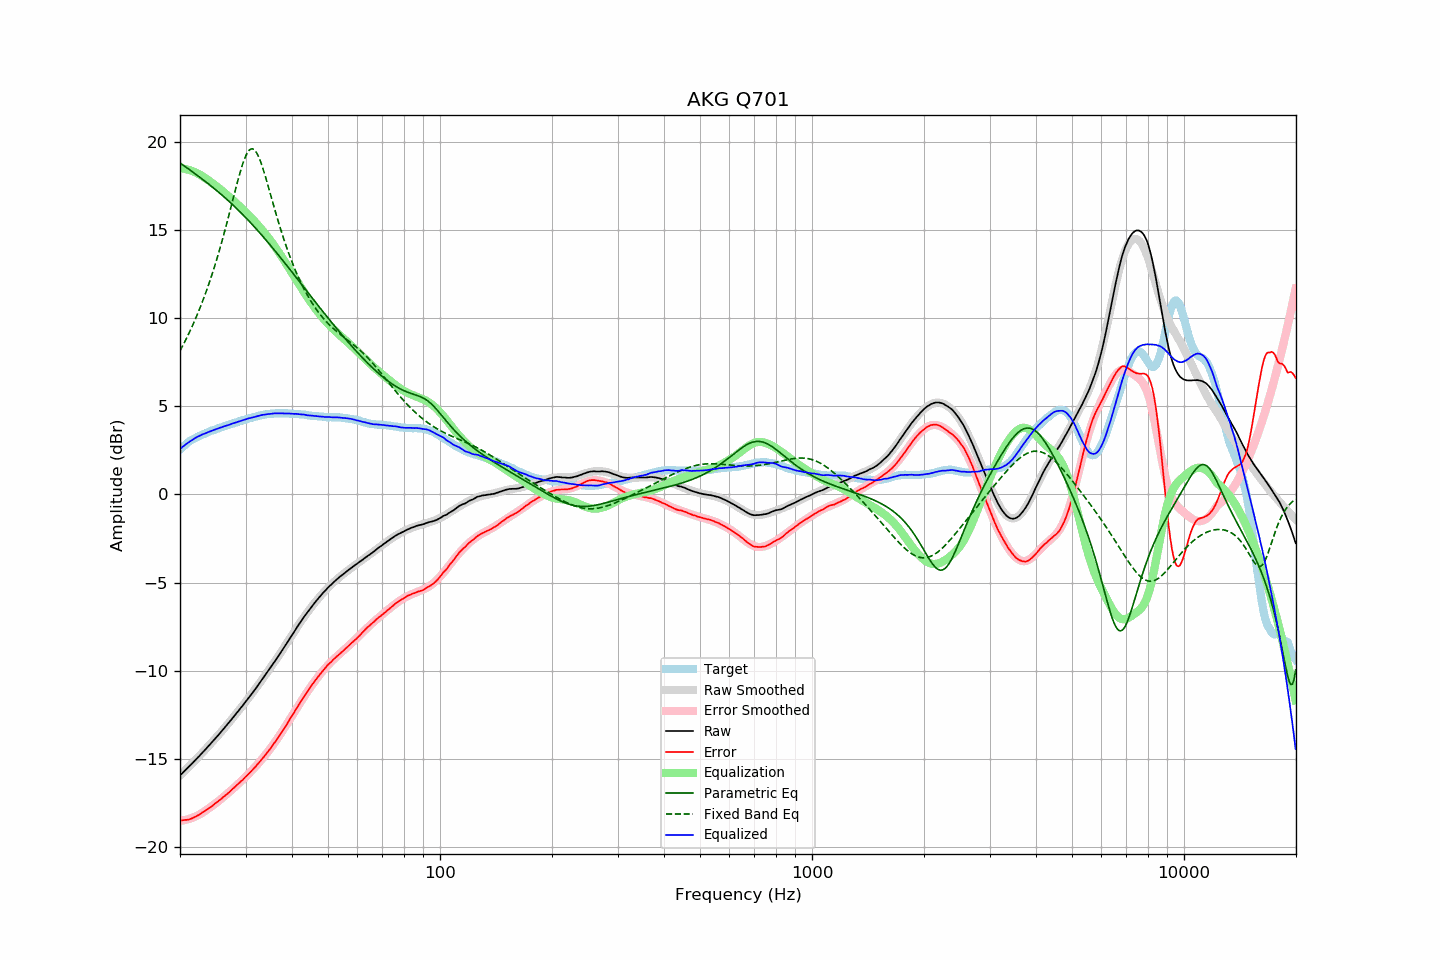 AKG Q701
20
15
10
5
0
−5
−10
−15
−20
Amplitude (dBr)
Target
Raw Smoothed
Error Smoothed
Raw
Error
Equalization
Parametric Eq
Fixed Band Eq
Equalized
100
1000
10000
Frequency (Hz)